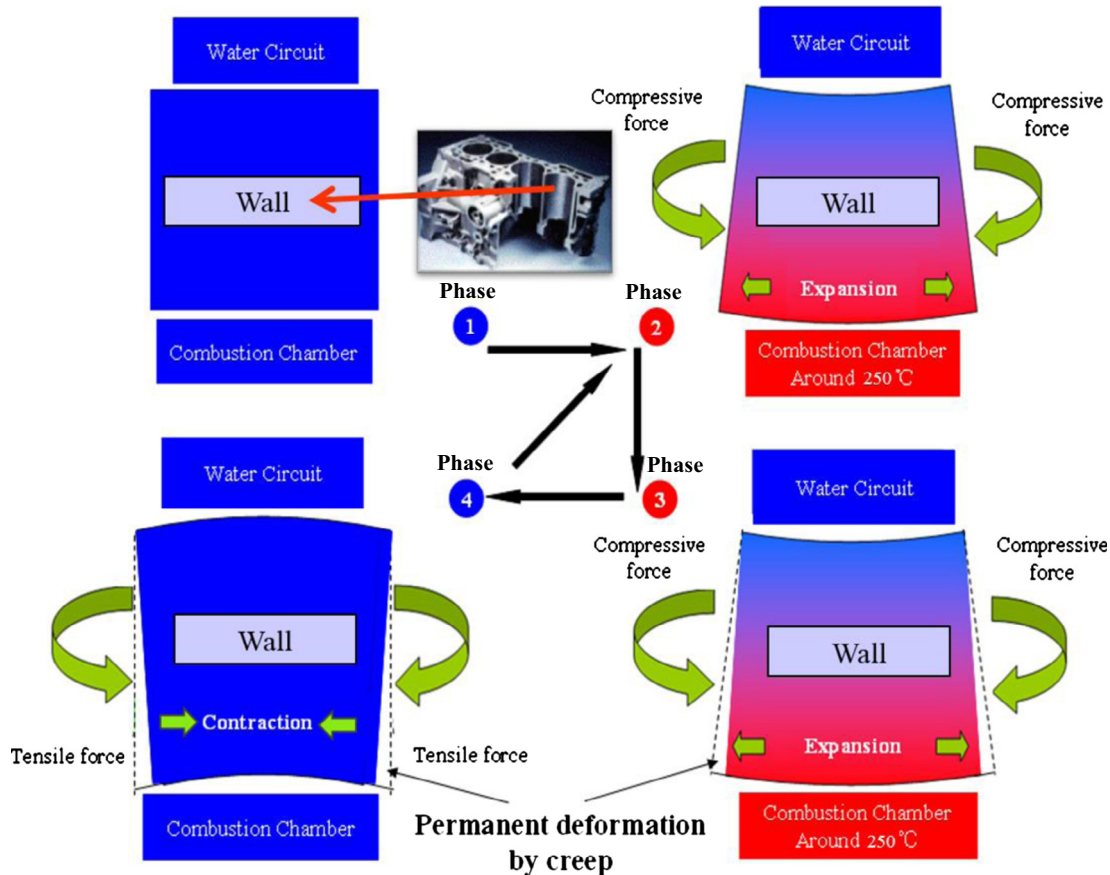 Water Circuit
Wall
Combustion Chamber
Water Circuit
Compressive
force
Compressive
force
Wall
Expansion
Combustion Chamber
Around 250℃
Phase
1
Phase
2
Phase
4
Phase
3
Water Circuit
Wall
Contraction
Tensile force
Tensile force
Combustion Chamber
Water Circuit
Compressive
force
Compressive
force
Wall
Expansion
Combustion Chamber
Around 250℃
Permanent deformation
by creep